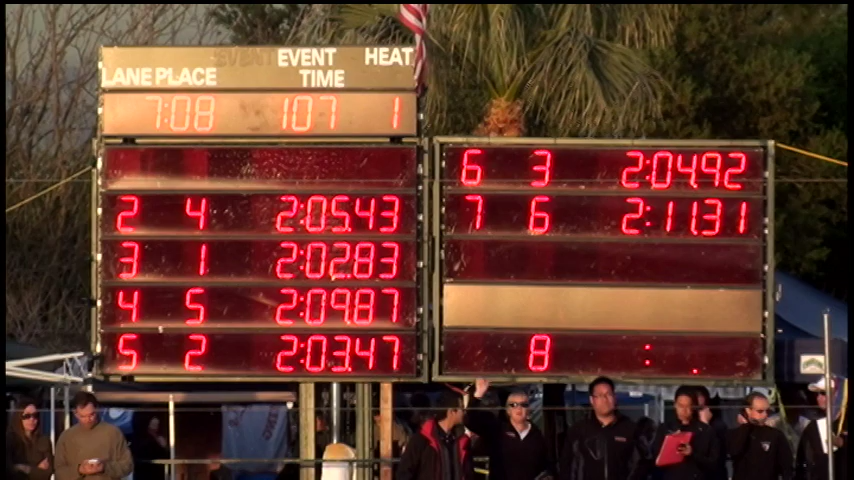 EVENT EVENT HEAT
LANE PLACE TIME
7:08 107 1
2 4 2:05.43
3 1 2:02.83
4 5 2:09.87
5 2 2:03.47
6 3 2:04.92
7 6 2:11.31
8 : .